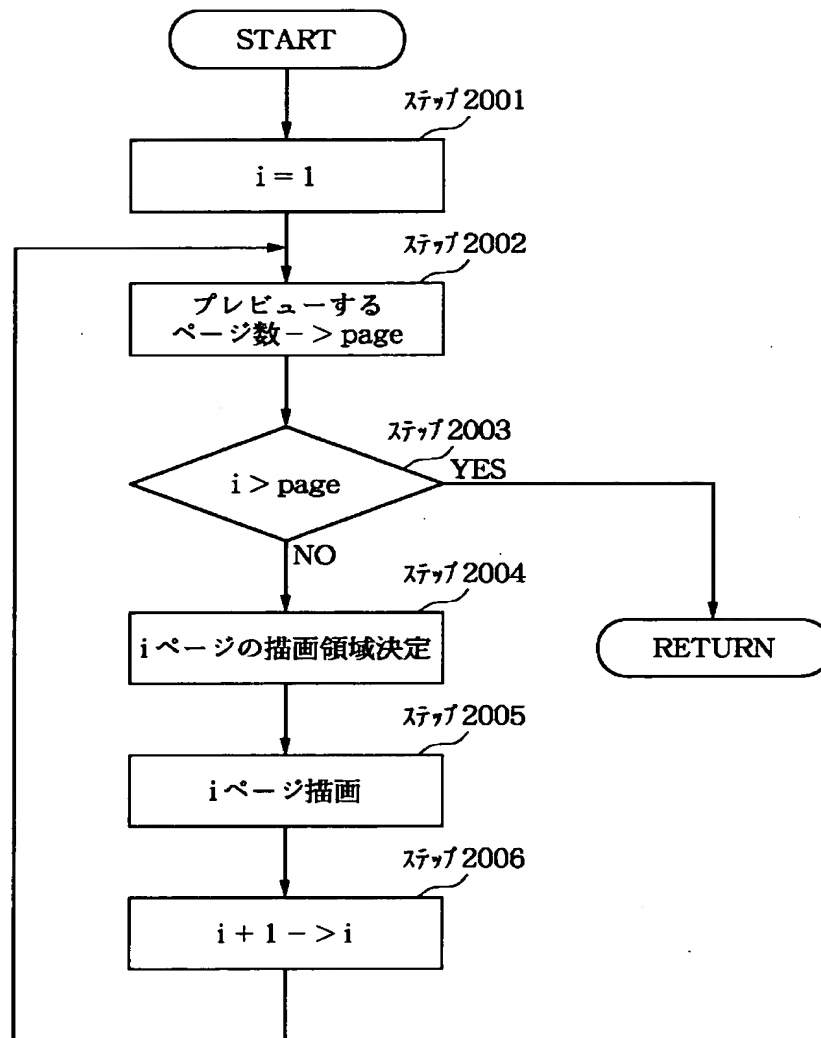 START
ステップ2001
i = 1
ステップ2002
プレビューする
ページ数－＞page
ステップ2003
i > page
YES
NO
ステップ2004
iページの描画領域決定
RETURN
ステップ2005
iページ描画
ステップ2006
i + 1－＞i